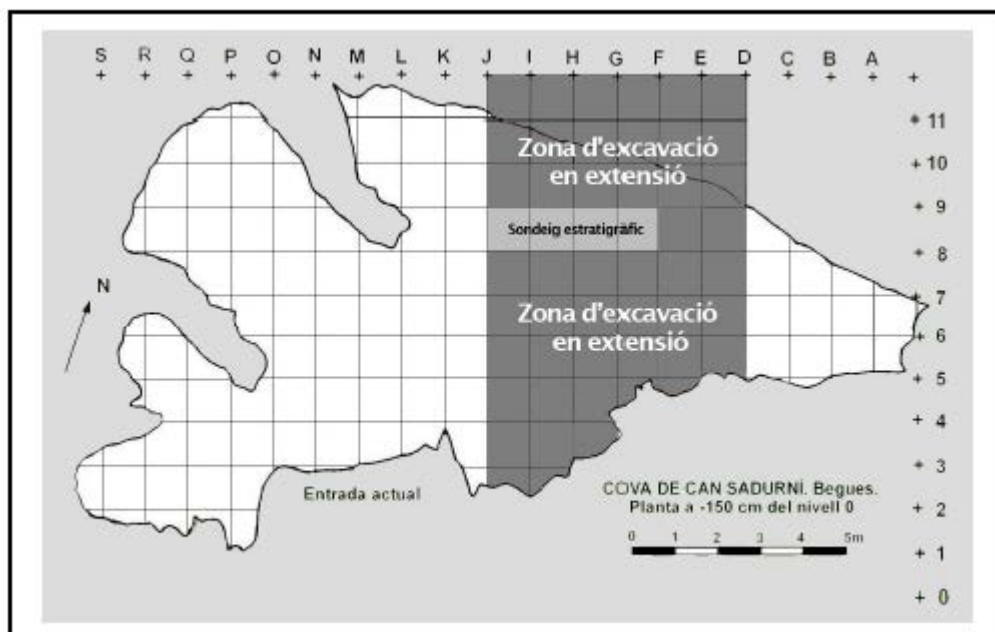 S R Q P O N M L K J I H G F E D C B A
11
Zona d'excavació
en extensió
10
9
Sondeig estratigràfic
8
N
7
Zona d'excavació
en extensió
6
5
4
3
Entrada actual
COVA DE CAN SADURNÍ. Begues.
Planta a -150 cm del nivell 0
2
0 1 2 3 4 5m
1
0